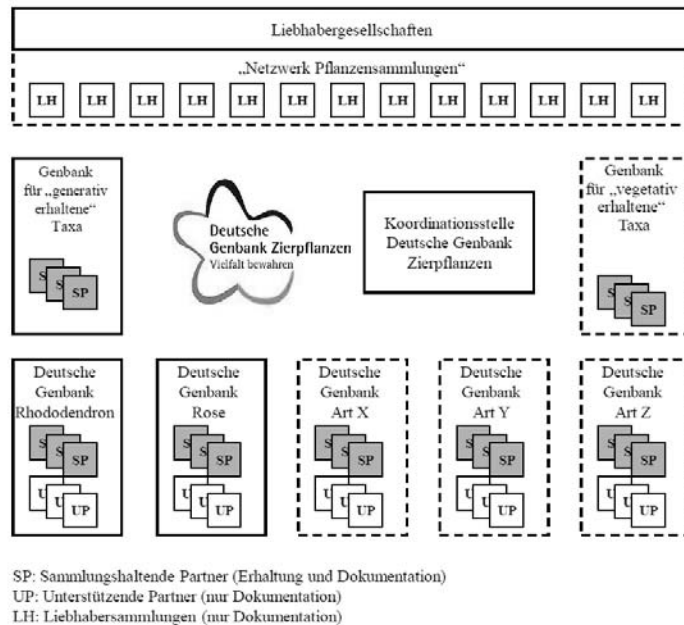 Liebhabergesellschaften
„Netzwerk Pflanzensammlungen“
LH LH LH LH LH LH LH LH LH LH LH LH LH
Genbank
für „generativ
erhaltene“
Taxa
S S SP
Deutsche
Genbank Zierpflanzen
Vielfalt bewahren
Koordinationsstelle
Deutsche Genbank
Zierpflanzen
Genbank
für „vegetativ
erhaltene“
Taxa
S S SP
Deutsche
Genbank
Rhododendron
S S SP
U U UP
Deutsche
Genbank
Rose
S S SP
U U UP
Deutsche
Genbank
Art X
S S SP
U U UP
Deutsche
Genbank
Art Y
S S SP
U U UP
Deutsche
Genbank
Art Z
S S SP
U U UP
SP: Sammlungshaltende Partner (Erhaltung und Dokumentation)
UP: Unterstützende Partner (nur Dokumentation)
LH: Liebhabersammlungen (nur Dokumentation)